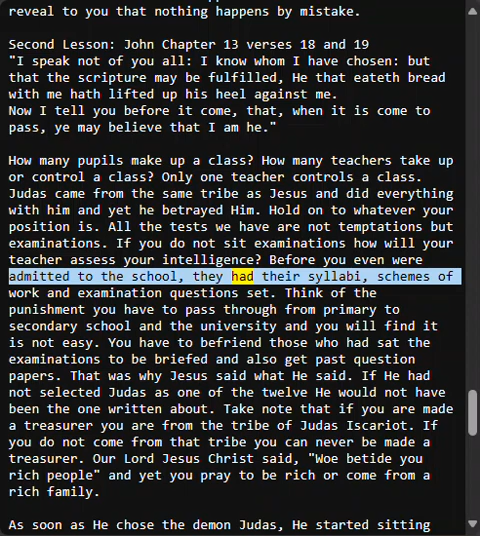 reveal to you that nothing happens by mistake.

Second Lesson: John Chapter 13 verses 18 and 19
"I speak not of you all: I know whom I have chosen: but
that the scripture may be fulfilled, He that eateth bread
with me hath lifted up his heel against me.
Now I tell you before it come, that, when it is come to
pass, ye may believe that I am he."

How many pupils make up a class? How many teachers take up
or control a class? Only one teacher controls a class.
Judas came from the same tribe as Jesus and did everything
with him and yet he betrayed Him. Hold on to whatever your
position is. All the tests we have are not temptations but
examinations. If you do not sit examinations how will your
teacher assess your intelligence? Before you even were
admitted to the school, they had their syllabi, schemes of
work and examination questions set. Think of the
punishment you have to pass through from primary to
secondary school and the university and you will find it
is not easy. You have to befriend those who had sat the
examinations to be briefed and also get past question
papers. That was why Jesus said what He said. If He had
not selected Judas as one of the twelve He would not have
been the one written about. Take note that if you are made
a treasurer you are from the tribe of Judas Iscariot. If
you do not come from that tribe you can never be made a
treasurer. Our Lord Jesus Christ said, "Woe betide you
rich people" and yet you pray to be rich or come from a
rich family.

As soon as He chose the demon Judas, He started sitting